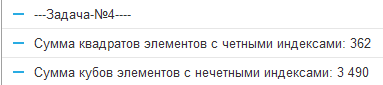 ---Задача-№4----
Сумма квадратов элементов с четными индексами: 362
Сумма кубов элементов с нечетными индексами: 3 490